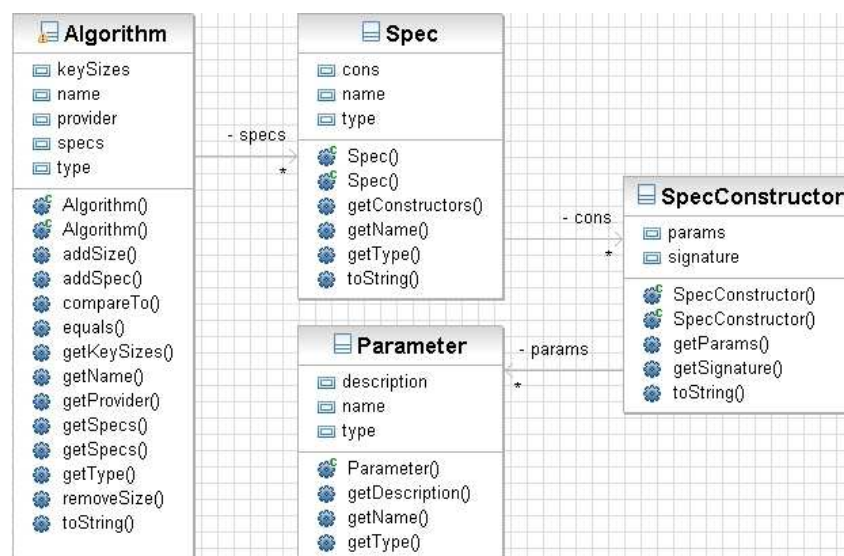 Algorithm
keySizes
name
provider
specs
type
Algorithm()
Algorithm()
addSize()
addSpec()
compareTo()
equals()
getKeySizes()
getName()
getProvider()
getSpecs()
getSpecs()
getType()
removeSize()
toString()
- specs
*
Spec
cons
name
type
Spec()
Spec()
getConstructors()
getName()
getType()
toString()
- cons
*
SpecConstructor
params
signature
SpecConstructor()
SpecConstructor()
getParams()
getSignature()
toString()
- params
*
Parameter
description
name
type
Parameter()
getDescription()
getName()
getType()